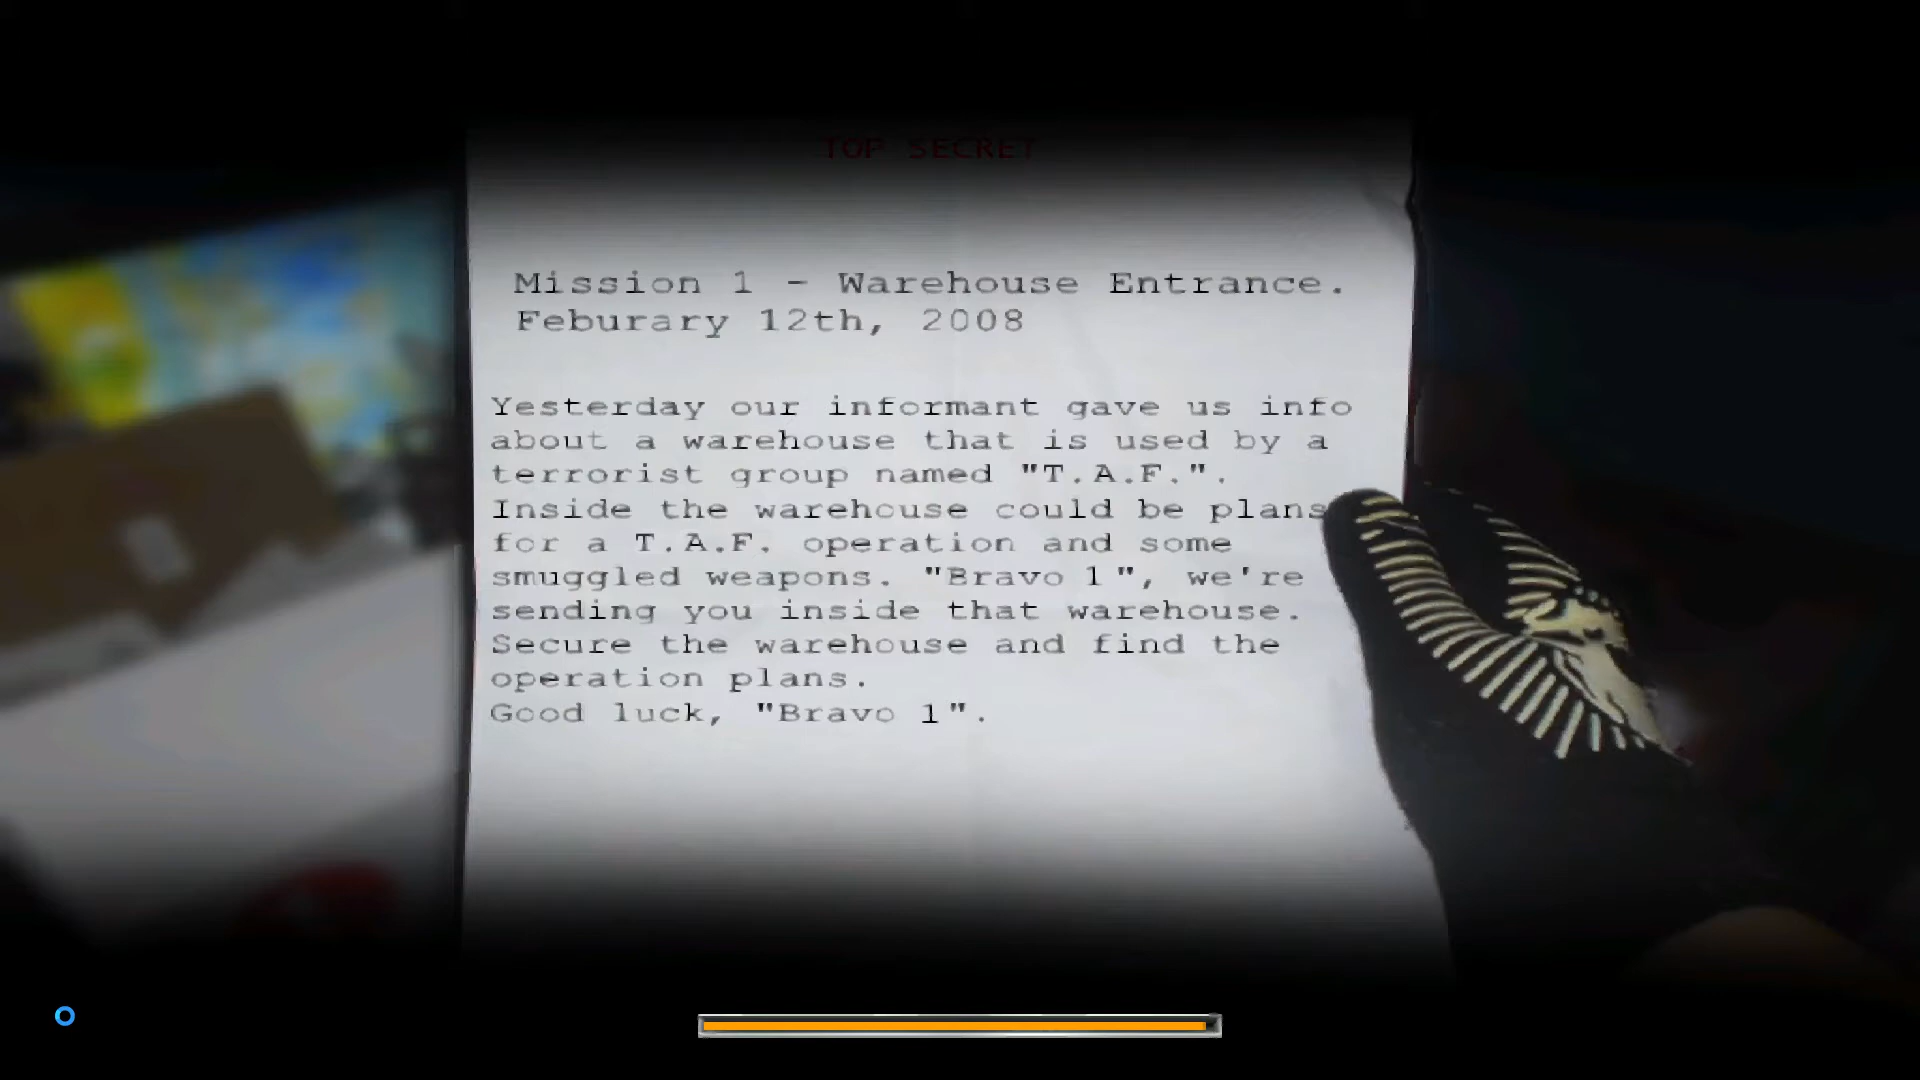 TOP SECRET
Mission 1 - Warehouse Entrance.
Feburary 12th, 2008
Yesterday our informant gave us info
about a warehouse that is used by a
terrorist group named "T.A.F.".
Inside the warehouse could be plans
for a T.A.F. operation and some
smuggled weapons. "Bravo 1", we're
sending you inside that warehouse.
Secure the warehouse and find the
operation plans.
Good luck, "Bravo 1".